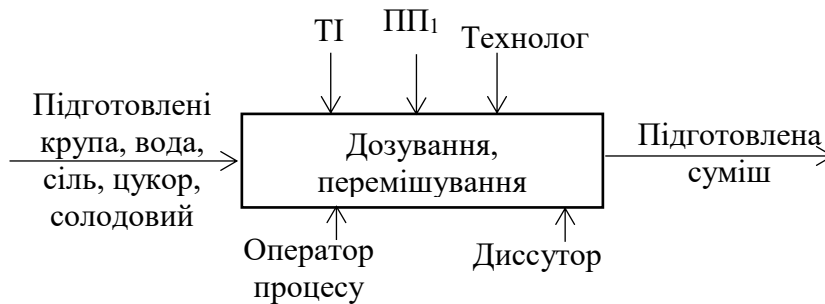 ТІ
ПП₁
Технолог
Підготовлені
крупа, вода,
сіль, цукор,
солодовий
Дозування,
перемішування
Підготовлена
суміш
Оператор
процесу
Диссутор